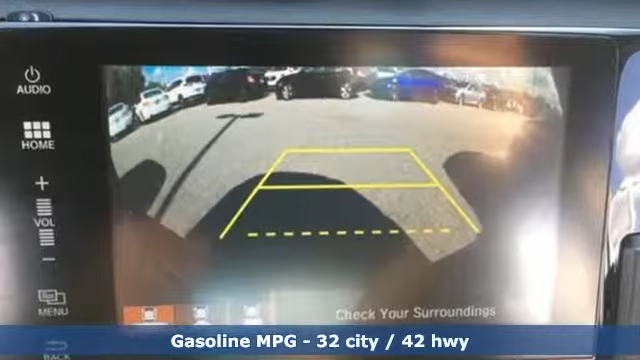 AUDIO
HOME
VOL
MENU
BACK
Check Your Surroundings
Gasoline MPG - 32 city / 42 hwy